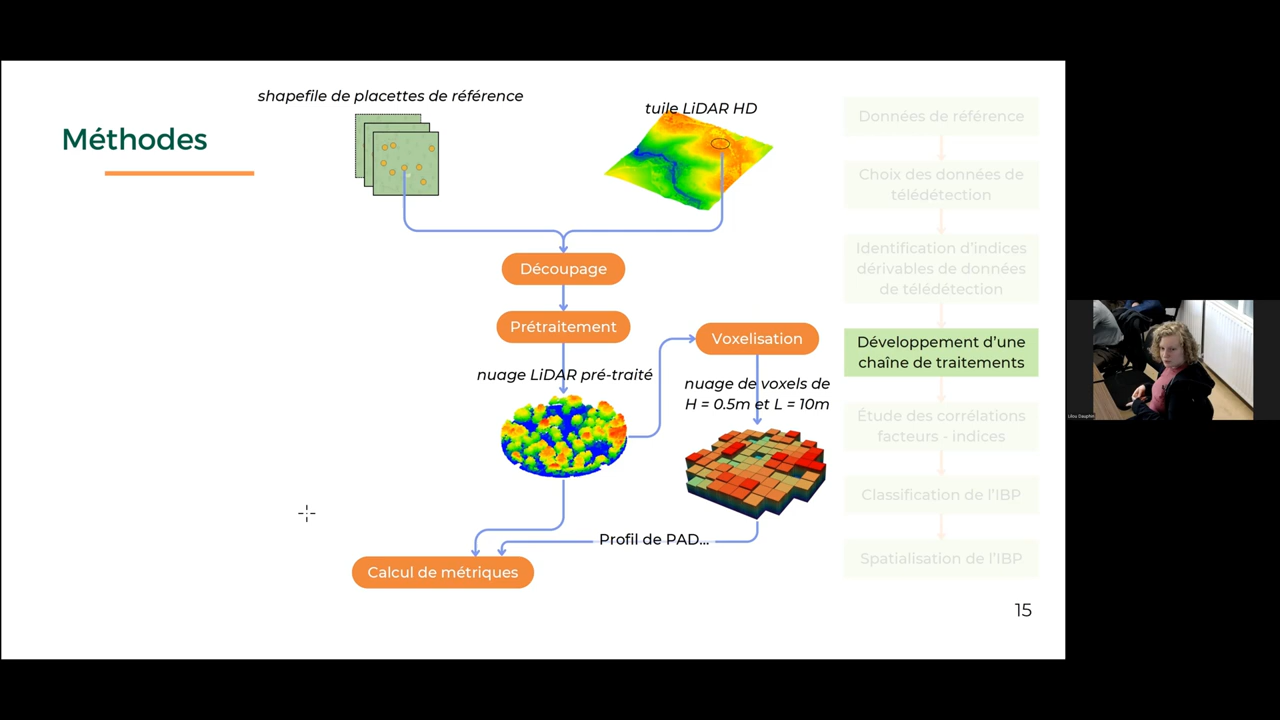 Méthodes
shapefile de placettes de référence
tuile LiDAR HD
Découpage
Prétraitement
Voxelisation
nuage LiDAR pré-traité
nuage de voxels de
H = 0.5m et L = 10m
Profil de PAD...
Calcul de métriques
Données de référence
Choix des données de
télédétection
Identification d'indices
dérivables de données
de télédétection
Développement d'une
chaîne de traitements
Étude des corrélations
facteurs - indices
Classification de l'IBP
Spatialisation de l'IBP
15
Lilou Dauphin